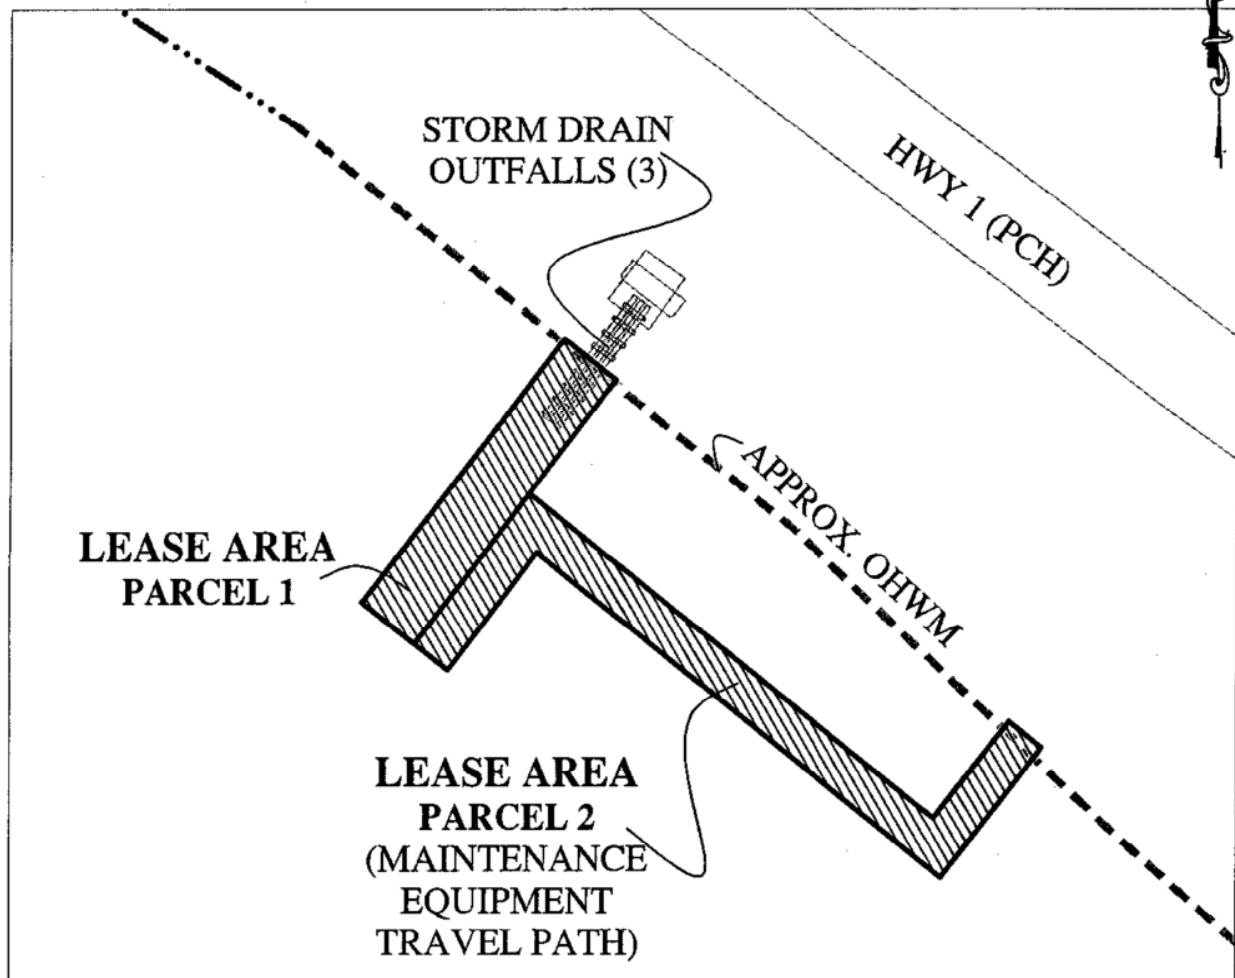 STORM DRAIN
OUTFALLS (3)
HWY 1 (PCH)
APPROX. OHWM
LEASE AREA
PARCEL 1
LEASE AREA
PARCEL 2
(MAINTENANCE
EQUIPMENT
TRAVEL PATH)